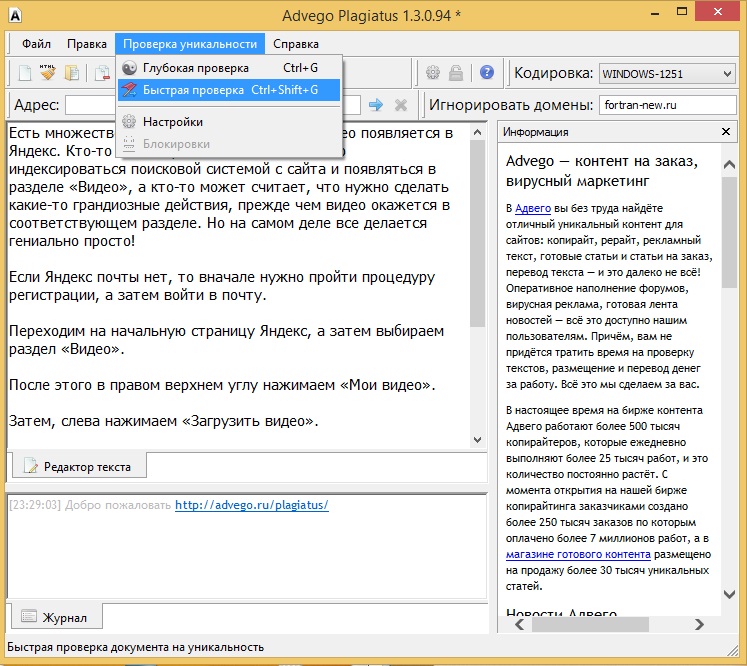 Advego Plagiatus 1.3.0.94 *
Файл Правка Проверка уникальности Справка
Глубокая проверка Ctrl+G
Быстрая проверка Ctrl+Shift+G
Настройки
Блокировки
Кодировка: WINDOWS-1251
Адрес:
Игнорировать домены: fortran-new.ru
Есть множеств ео появляется в
Яндекс. Кто-то о
индексироваться поисковой системой с сайта и появляться в
разделе «Видео», а кто-то может считает, что нужно сделать
какие-то грандиозные действия, прежде чем видео окажется в
соответствующем разделе. Но на самом деле все делается
гениально просто!
Если Яндекс почты нет, то вначале нужно пройти процедуру
регистрации, а затем войти в почту.
Переходим на начальную страницу Яндекс, а затем выбираем
раздел «Видео».
После этого в правом верхнем углу нажимаем «Мои видео».
Затем, слева нажимаем «Загрузить видео».
Редактор текста
[23:29:03] Добро пожаловать http://advego.ru/plagiatus/
Журнал
Информация
Advego — контент на заказ,
вирусный маркетинг
В Адвего вы без труда найдёте
отличный уникальный контент для
сайтов: копирайт, рерайт, рекламный
текст, готовые статьи и статьи на заказ,
перевод текста — и это далеко не всё!
Оперативное наполнение форумов,
вирусная реклама, готовая лента
новостей — всё это доступно нашим
пользователям. Причём, вам не
придётся тратить время на проверку
текстов, размещение и перевод денег
за работу. Всё это мы сделаем за вас.
В настоящее время на бирже контента
Адвего работают более 500 тысяч
копирайтеров, которые ежедневно
выполняют более 25 тысяч работ, и это
количество постоянно растёт. С
момента открытия на нашей бирже
копирайтинга заказчиками создано
более 250 тысяч заказов по которым
оплачено более 7 миллионов работ, а в
магазине готового контента размещено
на продажу более 30 тысяч уникальных
статей.
Новости Адвего
Быстрая проверка документа на уникальность